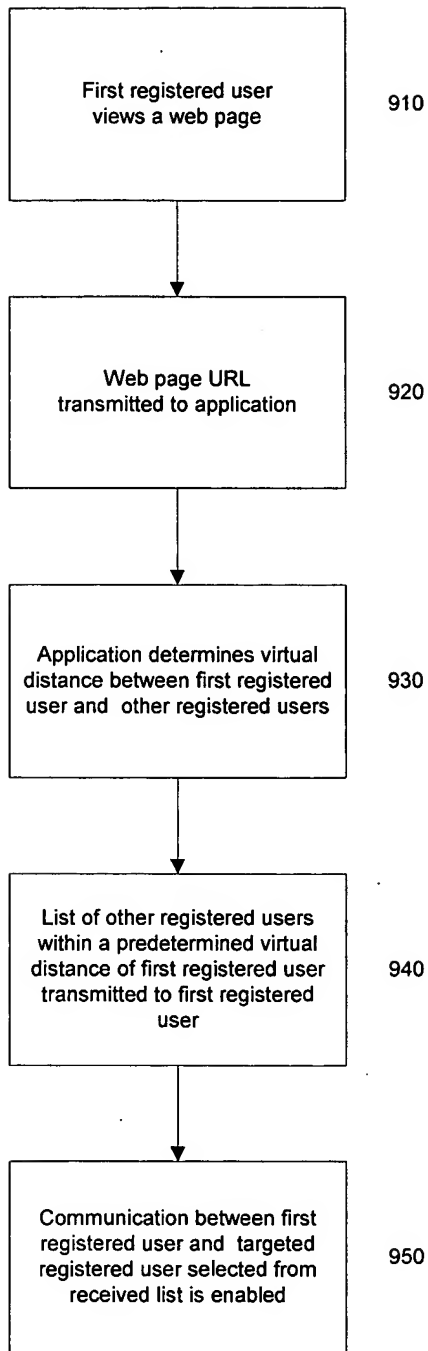 First registered user
views a web page
910
Web page URL
transmitted to application
920
Application determines virtual
distance between first registered
user and other registered users
930
List of other registered users
within a predetermined virtual
distance of first registered user
transmitted to first registered
user
940
Communication between first
registered user and targeted
registered user selected from
received list is enabled
950